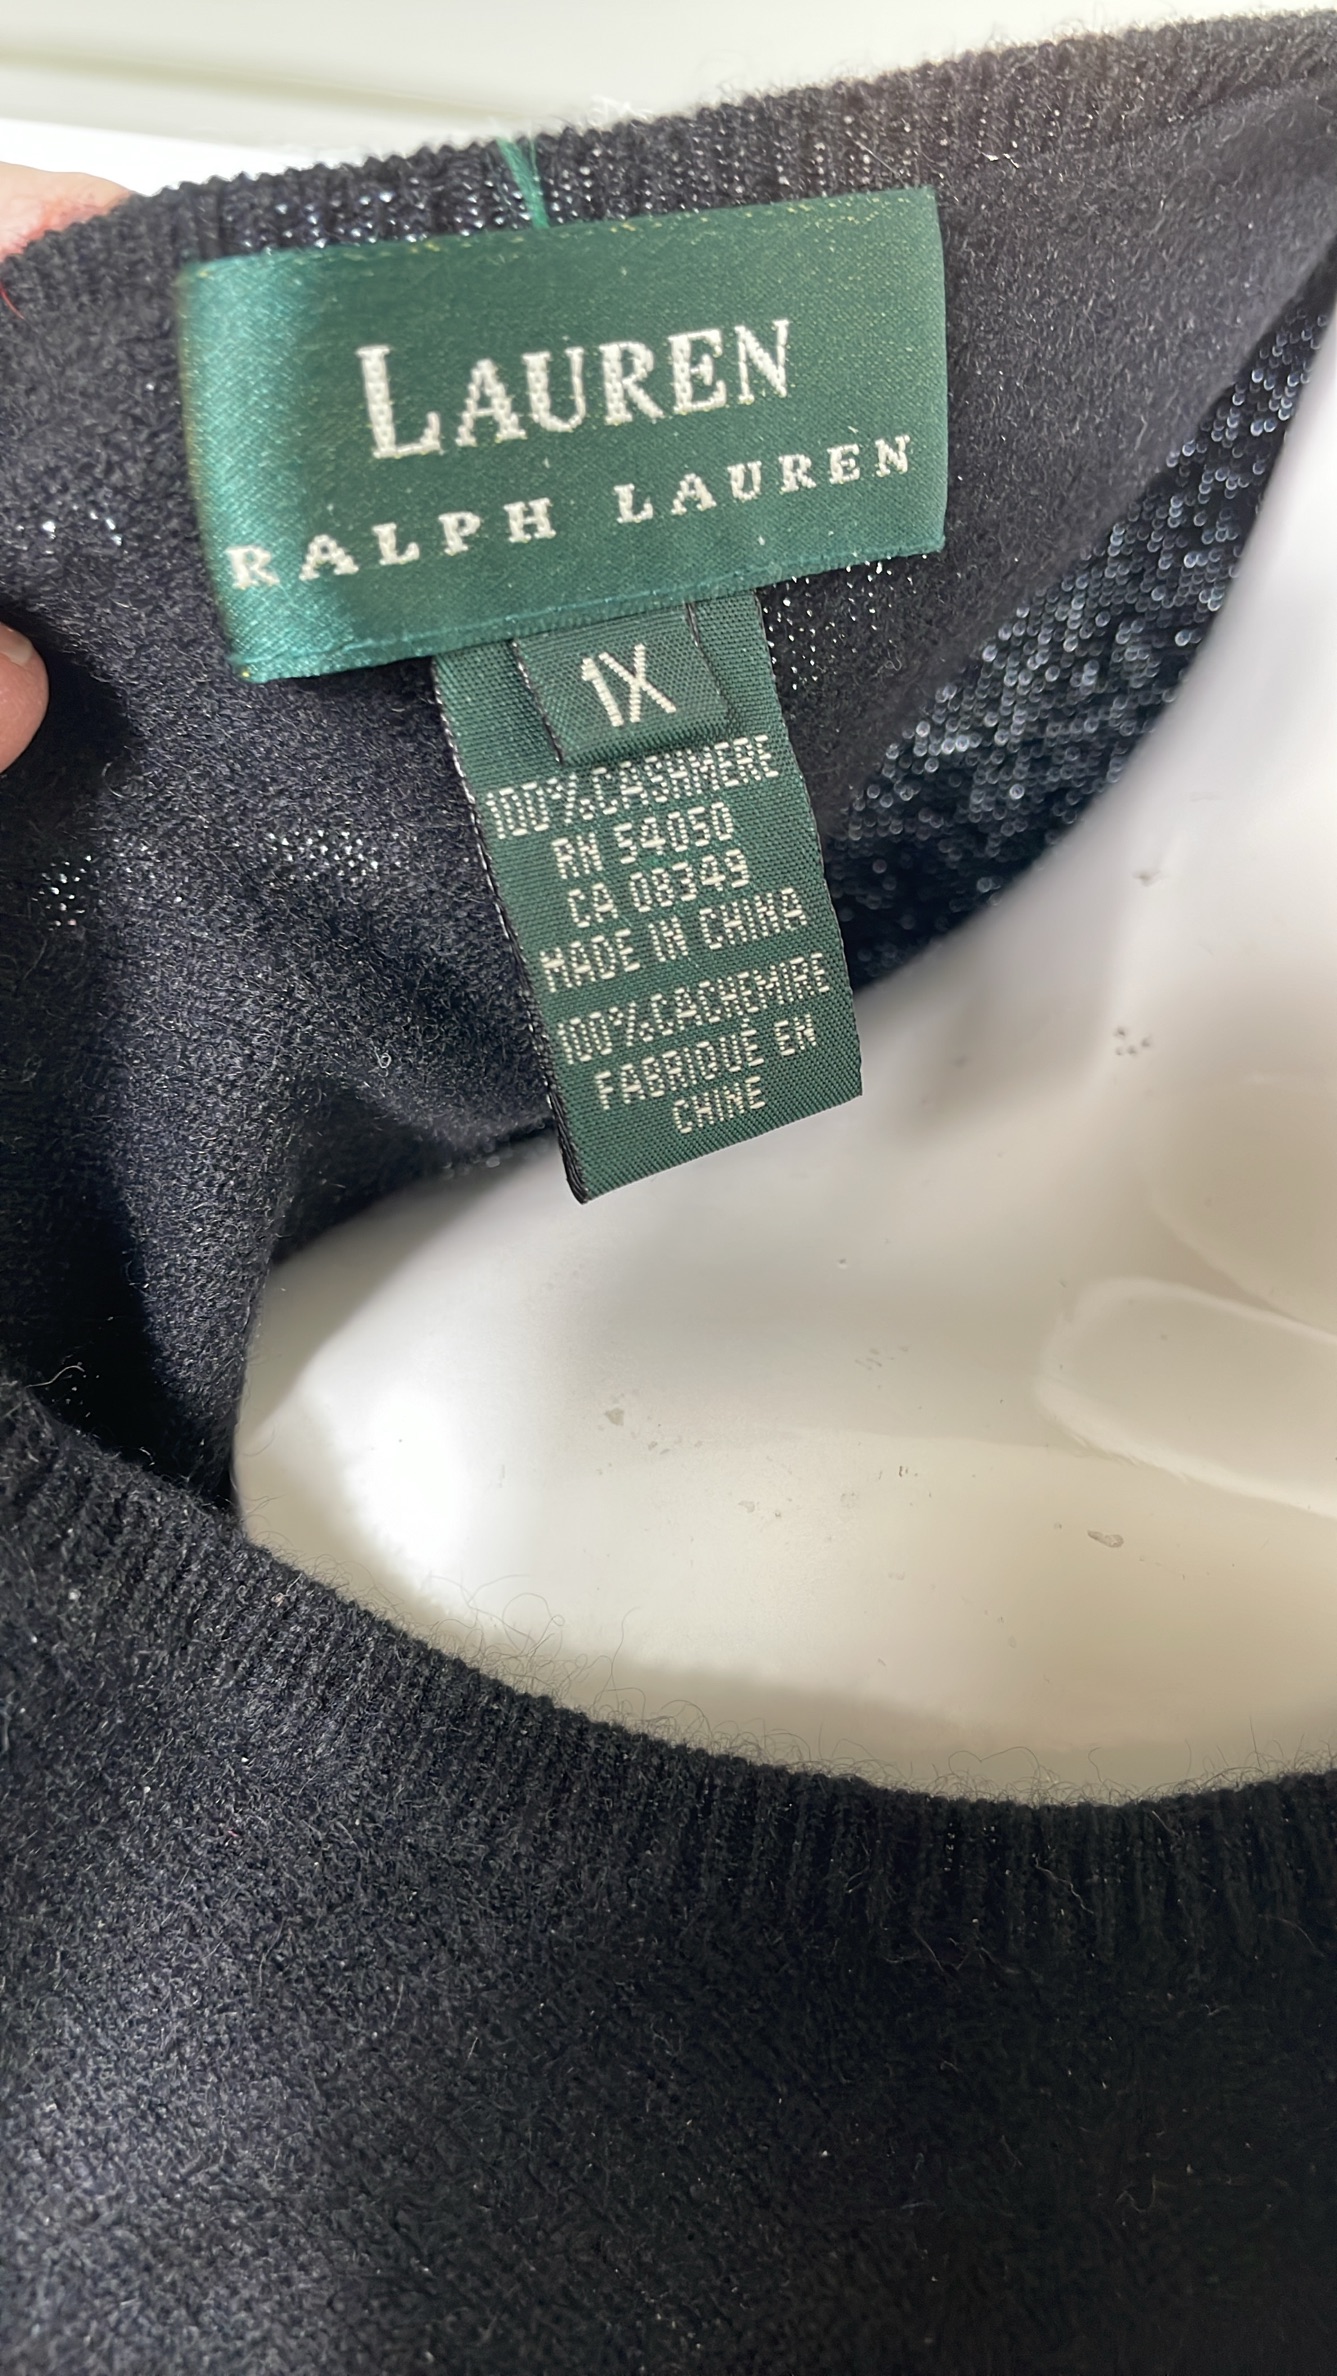 LAUREN
RALPH LAUREN
1X
100%CASHMERE
RN 54050
CA 08349
MADE IN CHINA
100%CACHEMIRE
FABRIQUÉ EN
CHINE